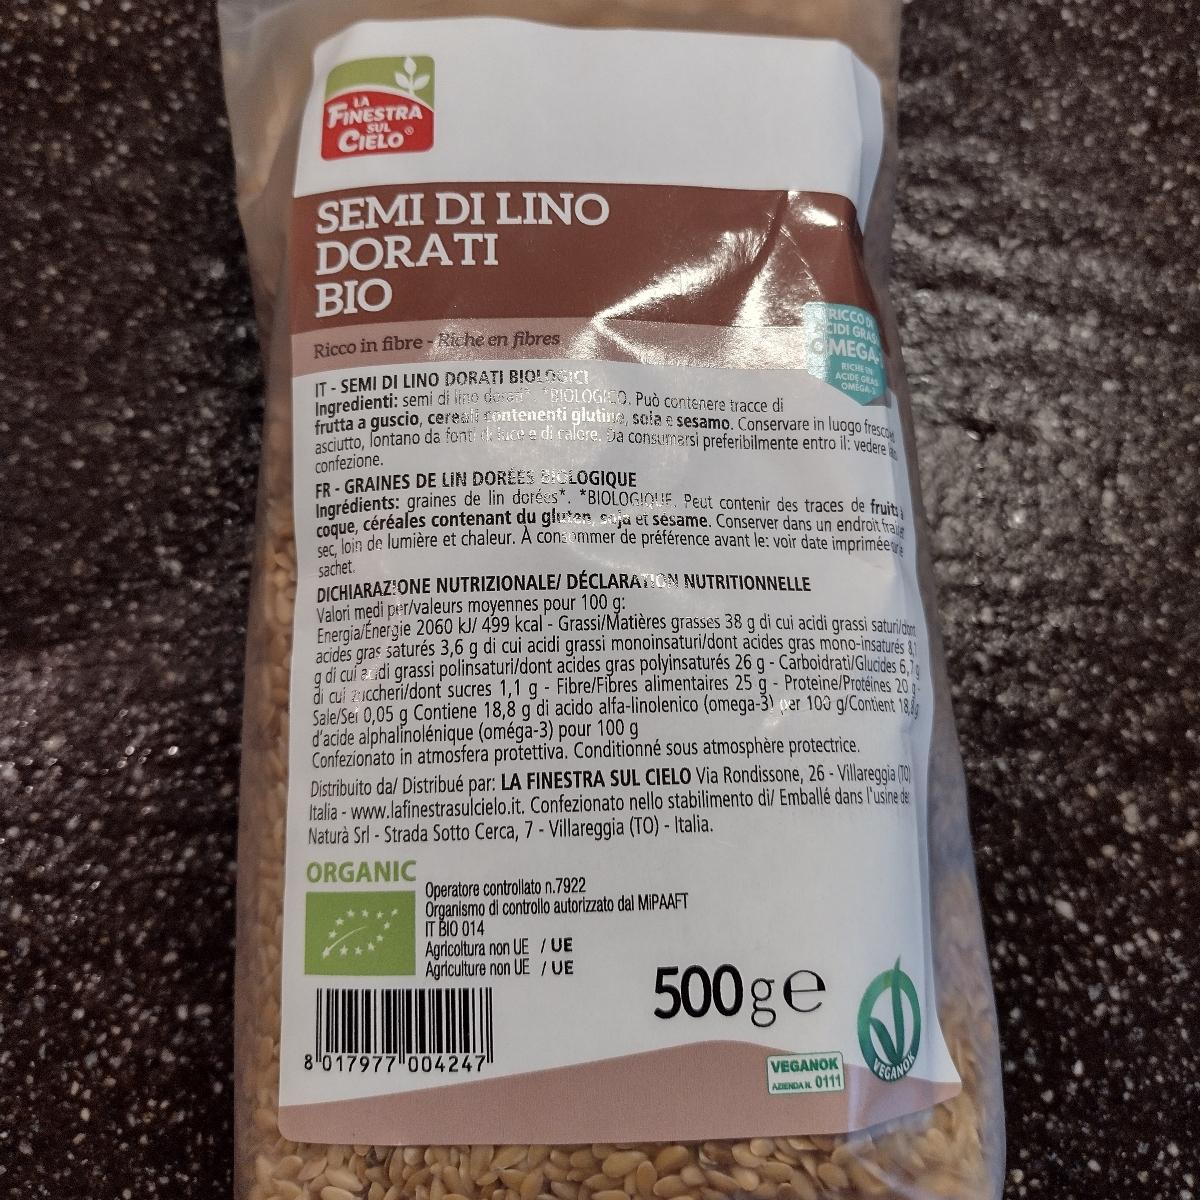 LA
FINESTRA
SUL
CIELO®
SEMI DI LINO
DORATI
BIO
Ricco in fibre - Riche en fibres
RICCO DI
ACIDI GRASSI
OMEGA-
RICHE EN
ACIDE GRAS
OMEGA-3
IT - SEMI DI LINO DORATI BIOLOGICI
Ingredienti: semi di lino dorati*. *BIOLOGICO. Può contenere tracce di
frutta a guscio, cereali contenenti glutine, soia e sesamo. Conservare in luogo fresco e
asciutto, lontano da fonti di luce e di calore. Da consumarsi preferibilmente entro il: vedere
confezione.
FR - GRAINES DE LIN DORÉES BIOLOGIQUE
Ingrédients: graines de lin dorées*. *BIOLOGIQUE. Peut contenir des traces de fruits à
coque, céréales contenant du gluten, soja et sésame. Conserver dans un endroit frais et
sec, loin de lumière et chaleur. À consommer de préférence avant le: voir date imprimée sur le
sachet.
DICHIARAZIONE NUTRIZIONALE/ DÉCLARATION NUTRITIONNELLE
Valori medi per/valeurs moyennes pour 100 g:
Energia/Énergie 2060 kJ/ 499 kcal - Grassi/Matières grasses 38 g di cui acidi grassi saturi/dont
acides gras saturés 3,6 g di cui acidi grassi monoinsaturi/dont acides gras mono-insaturés 8,1
g di cui acidi grassi polinsaturi/dont acides gras polyinsaturés 26 g - Carboidrati/Glucides 6,7 g
di cui zuccheri/dont sucres 1,1 g - Fibre/Fibres alimentaires 25 g - Proteine/Protéines 20 g -
Sale/Sel 0,05 g Contiene 18,8 g di acido alfa-linolenico (omega-3) per 100 g/Contient 18,8 g
d'acide alphalinolénique (oméga-3) pour 100 g
Confezionato in atmosfera protettiva. Conditionné sous atmosphère protectrice.
Distribuito da/ Distribué par: LA FINESTRA SUL CIELO Via Rondissone, 26 - Villareggia (TO)
Italia - www.lafinestrasulcielo.it. Confezionato nello stabilimento di/ Emballé dans l'usine de:
Naturà Srl - Strada Sotto Cerca, 7 - Villareggia (TO) - Italia.
ORGANIC
Operatore controllato n.7922
Organismo di controllo autorizzato dal MiPAAFT
IT BIO 014
Agricoltura non UE / UE
Agriculture non UE / UE
500g e
8 017977 004247
VEGANOK
AZIENDA N. 0111
VEGANOK